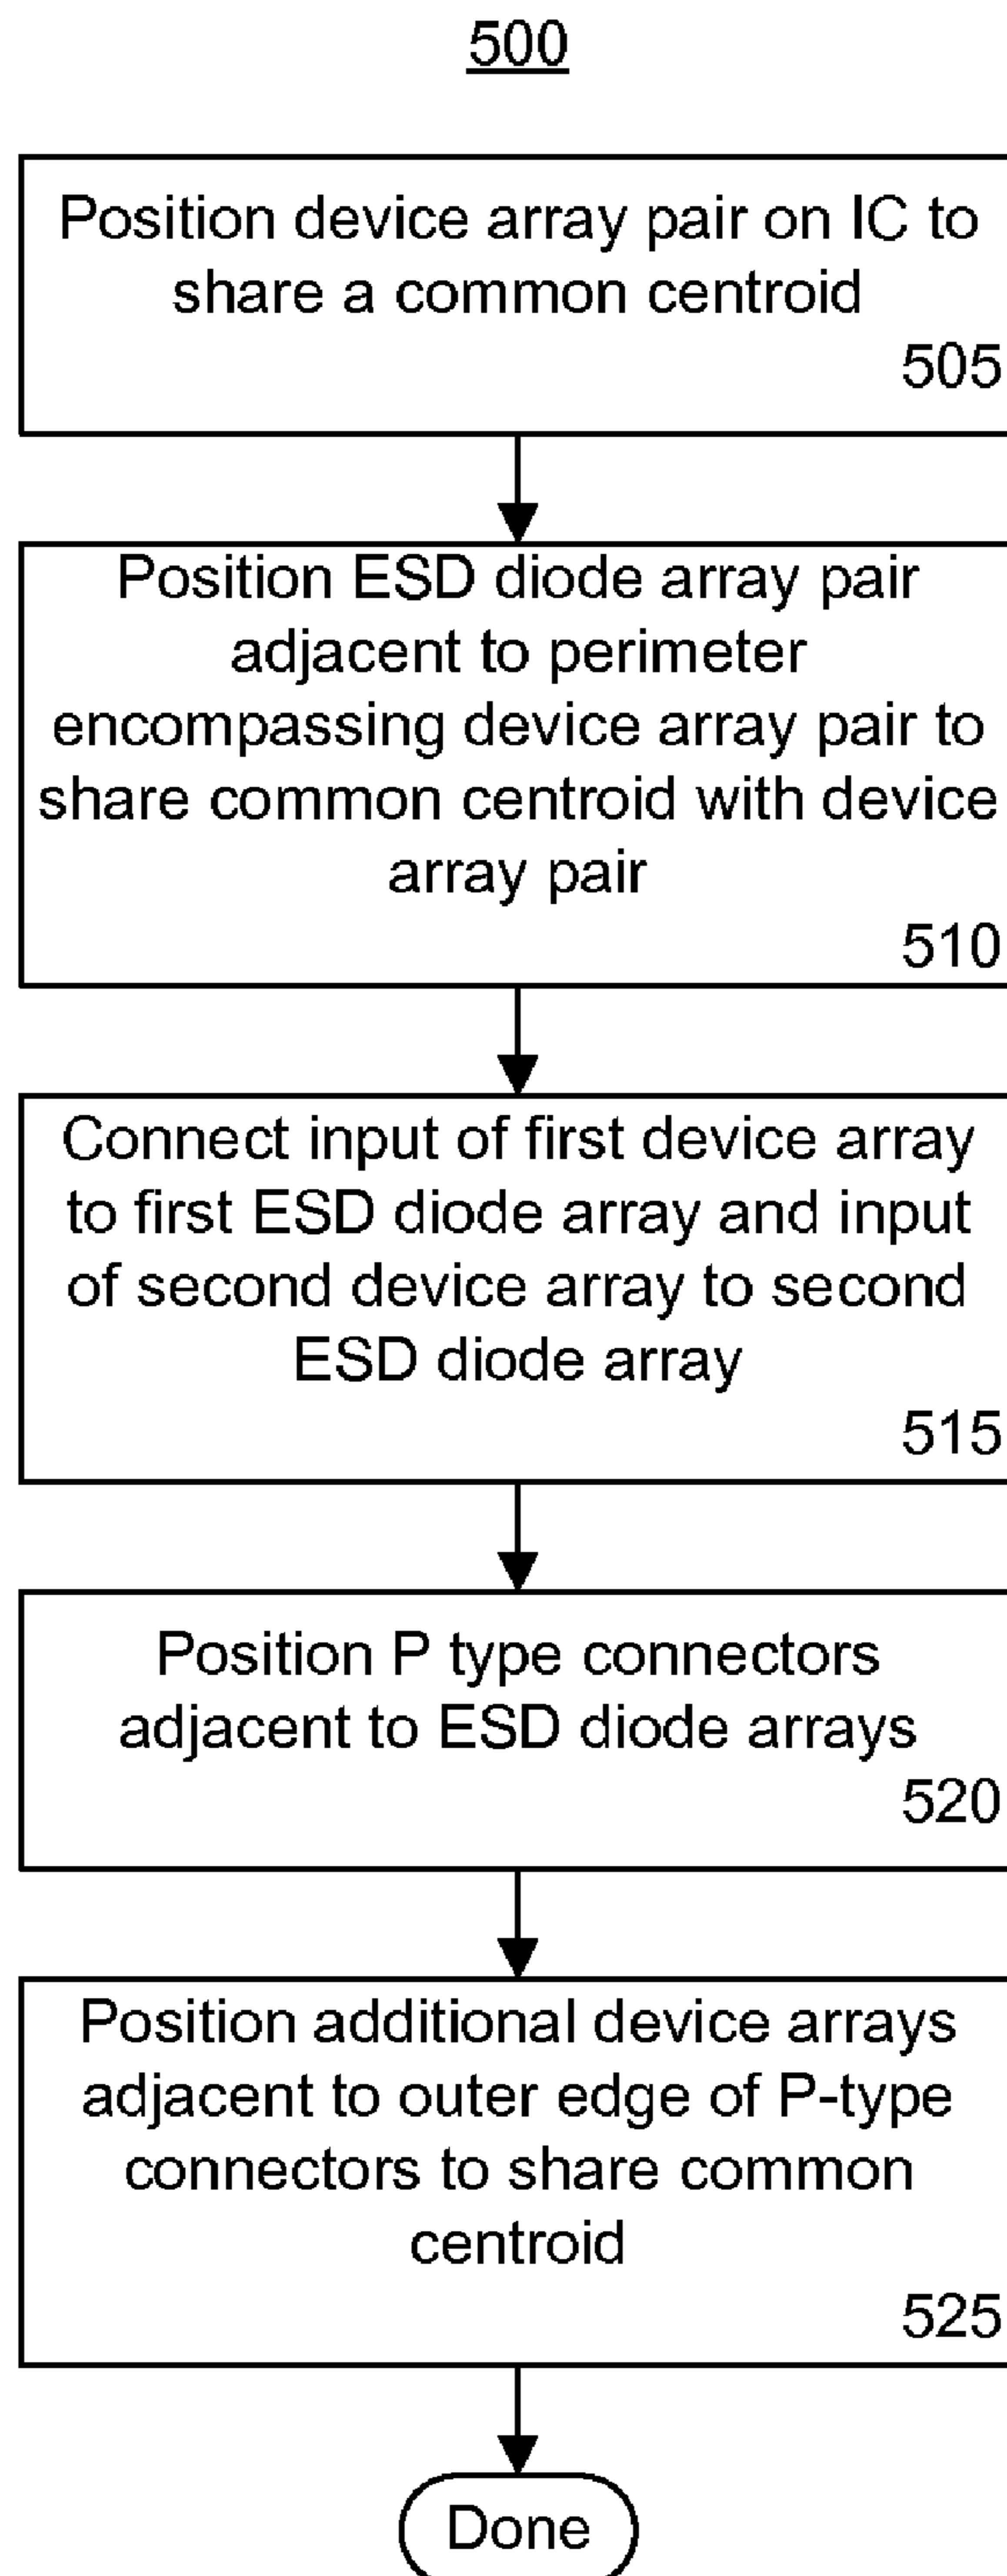 500
Position device array pair on IC to
share a common centroid
505
Position ESD diode array pair
adjacent to perimeter
encompassing device array pair to
share common centroid with device
array pair
510
Connect input of first device array
to first ESD diode array and input
of second device array to second
ESD diode array
515
Position P type connectors
adjacent to ESD diode arrays
520
Position additional device arrays
adjacent to outer edge of P-type
connectors to share common
centroid
525
Done